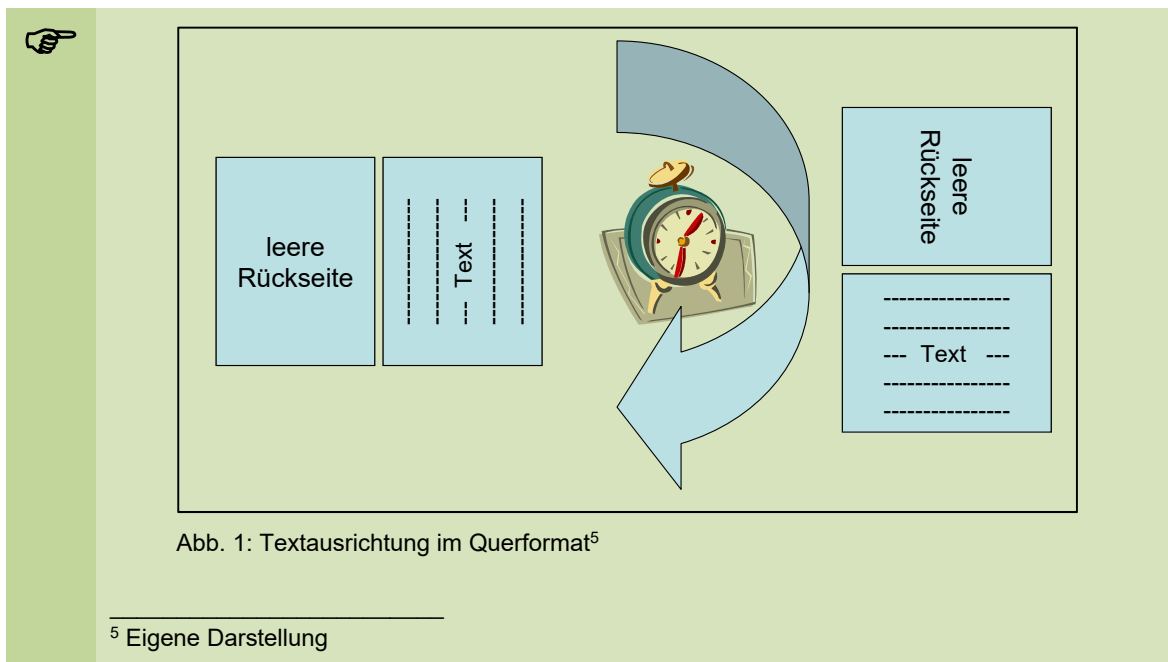 leere
Rückseite
--- Text ---
leere
Rückseite
----------------
----------------
--- Text ---
----------------
----------------
Abb. 1: Textausrichtung im Querformat⁵
⁵ Eigene Darstellung